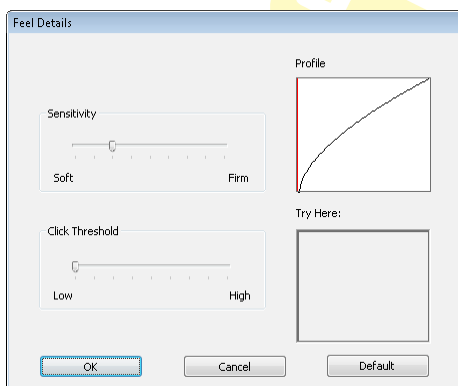 Feel Details
Profile
Sensitivity
Soft Firm
Try Here:
Click Threshold
Low High
OK Cancel Default